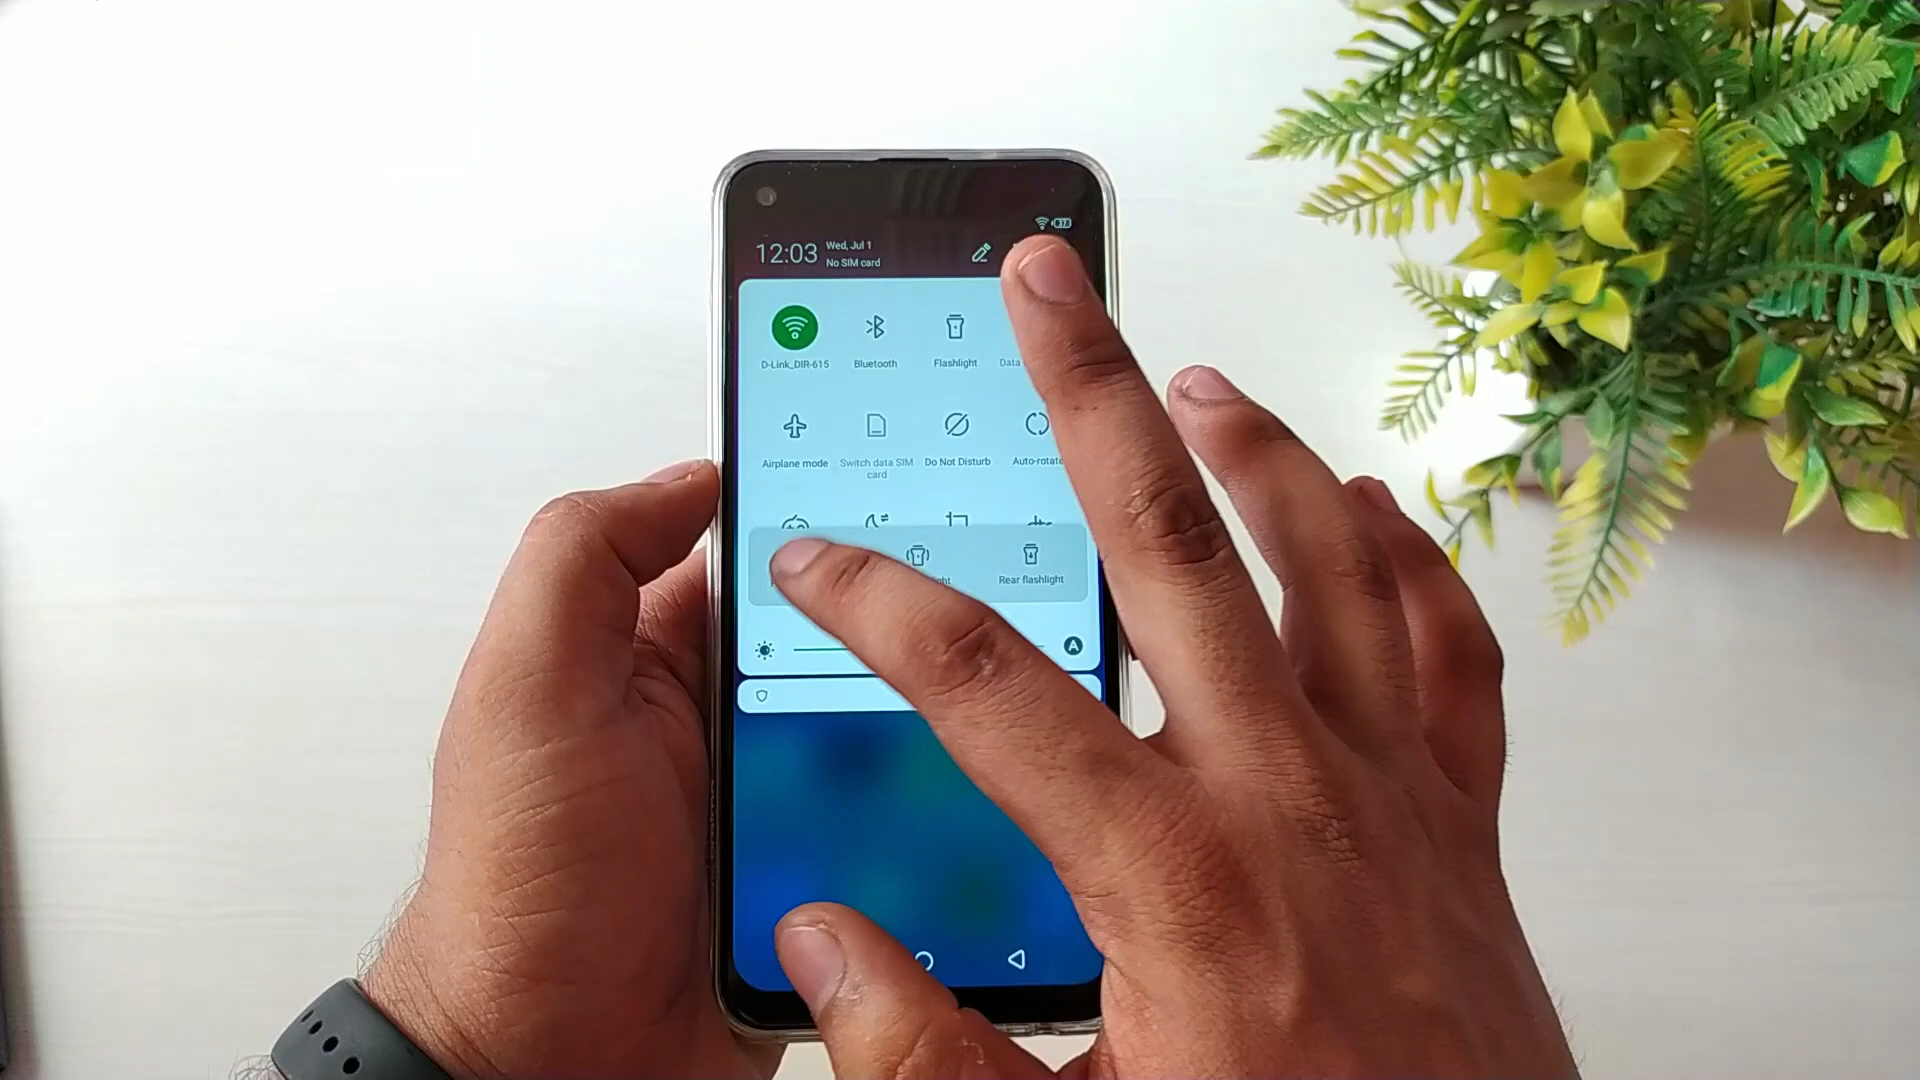 37
12:03
Wed, Jul 1
No SIM card
D-Link_DIR-615
Bluetooth
Flashlight
Data
Airplane mode
Switch data SIM
card
Do Not Disturb
Auto-rotate
Rear flashlight
A